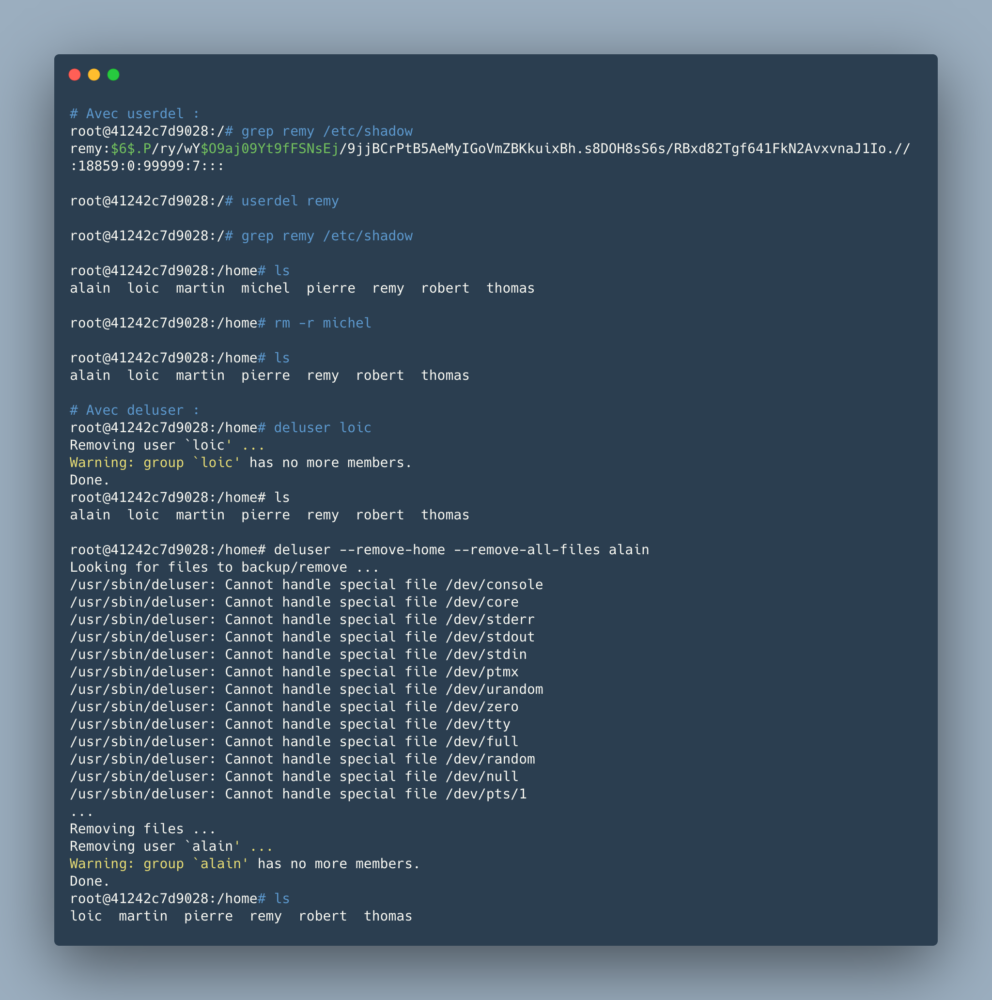 # Avec userdel :
root@41242c7d9028:/# grep remy /etc/shadow
remy:$6$.P/ry/wY$O9aj09Yt9fFSNsEj/9jjBCrPtB5AeMyIGoVmZBKkuixBh.s8DOH8sS6s/RBxd82Tgf641FkN2AvxvnaJ1Io.//
:18859:0:99999:7:::
root@41242c7d9028:/# userdel remy
root@41242c7d9028:/# grep remy /etc/shadow
root@41242c7d9028:/home# ls
alain  loic  martin  michel  pierre  remy  robert  thomas
root@41242c7d9028:/home# rm -r michel
root@41242c7d9028:/home# ls
alain  loic  martin  pierre  remy  robert  thomas
# Avec deluser :
root@41242c7d9028:/home# deluser loic
Removing user `loic' ...
Warning: group `loic' has no more members.
Done.
root@41242c7d9028:/home# ls
alain  loic  martin  pierre  remy  robert  thomas
root@41242c7d9028:/home# deluser --remove-home --remove-all-files alain
Looking for files to backup/remove ...
/usr/sbin/deluser: Cannot handle special file /dev/console
/usr/sbin/deluser: Cannot handle special file /dev/core
/usr/sbin/deluser: Cannot handle special file /dev/stderr
/usr/sbin/deluser: Cannot handle special file /dev/stdout
/usr/sbin/deluser: Cannot handle special file /dev/stdin
/usr/sbin/deluser: Cannot handle special file /dev/ptmx
/usr/sbin/deluser: Cannot handle special file /dev/urandom
/usr/sbin/deluser: Cannot handle special file /dev/zero
/usr/sbin/deluser: Cannot handle special file /dev/tty
/usr/sbin/deluser: Cannot handle special file /dev/full
/usr/sbin/deluser: Cannot handle special file /dev/random
/usr/sbin/deluser: Cannot handle special file /dev/null
/usr/sbin/deluser: Cannot handle special file /dev/pts/1
...
Removing files ...
Removing user `alain' ...
Warning: group `alain' has no more members.
Done.
root@41242c7d9028:/home# ls
loic  martin  pierre  remy  robert  thomas